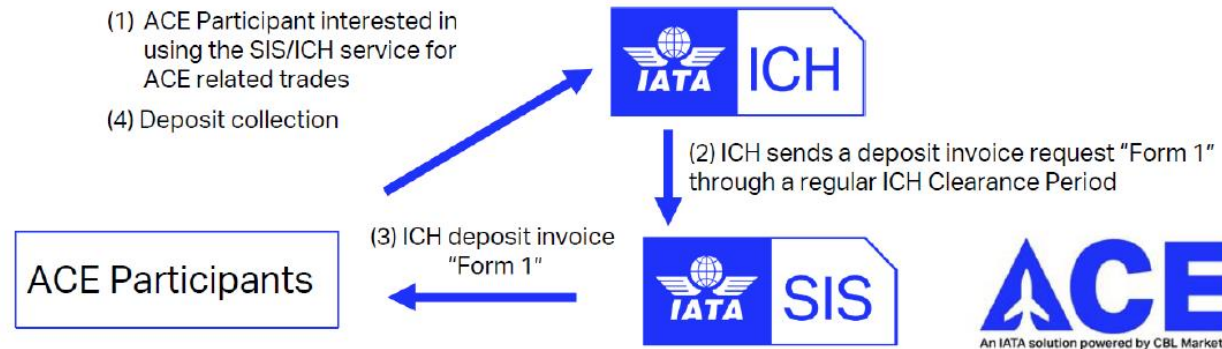 (1) ACE Participant interested in
using the SIS/ICH service for
ACE related trades
(4) Deposit collection
IATA
ICH
(2) ICH sends a deposit invoice request “Form 1”
through a regular ICH Clearance Period
(3) ICH deposit invoice
“Form 1”
ACE Participants
IATA
SIS
ACE
An IATA solution powered by CBL Market